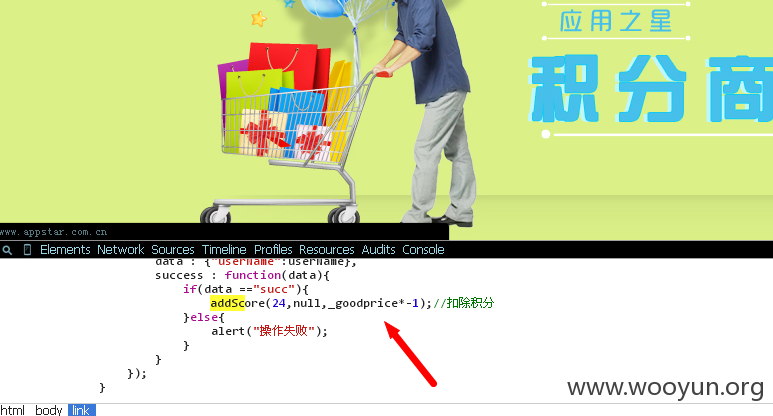 应用之星
积分商
www.appstar.com.cn
Elements Network Sources Timeline Profiles Resources Audits Console
data : {"userName":userName},
success : function(data){
if(data =="succ"){
addScore(24,null,_goodprice*-1);//扣除积分
}else{
alert("操作失败");
}
}
});
}
www.wooyun.org
html body link